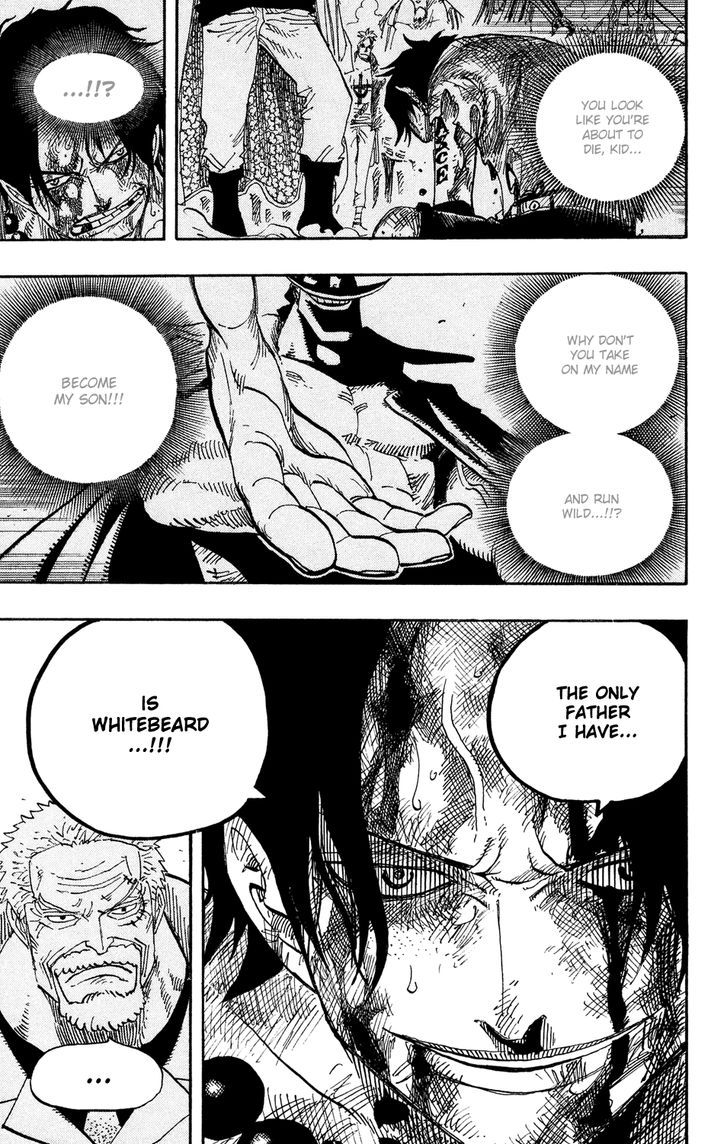 YOU LOOK
LIKE YOU'RE
ABOUT TO
DIE, KID...
ACE
...!!?
WHY DON'T
YOU TAKE
ON MY NAME
AND RUN
WILD...!!?
BECOME
MY SON!!!
THE ONLY
FATHER
I HAVE...
IS
WHITEBEARD
...!!!
...